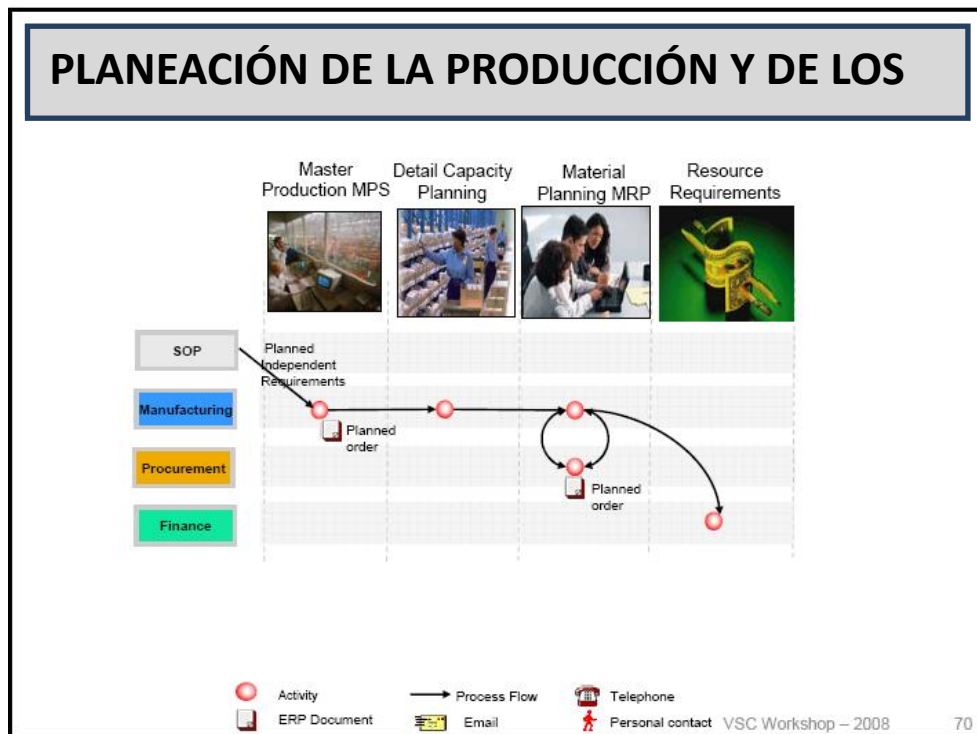 PLANEACIÓN DE LA PRODUCCIÓN Y DE LOS
Master
Production MPS
Detail Capacity
Planning
Material
Planning MRP
Resource
Requirements
SOP
Planned
Independent
Requirements
Manufacturing
Planned
order
Procurement
Planned
order
Finance
Activity
Process Flow
Telephone
ERP Document
Email
Personal contact
VSC Workshop – 2008
70